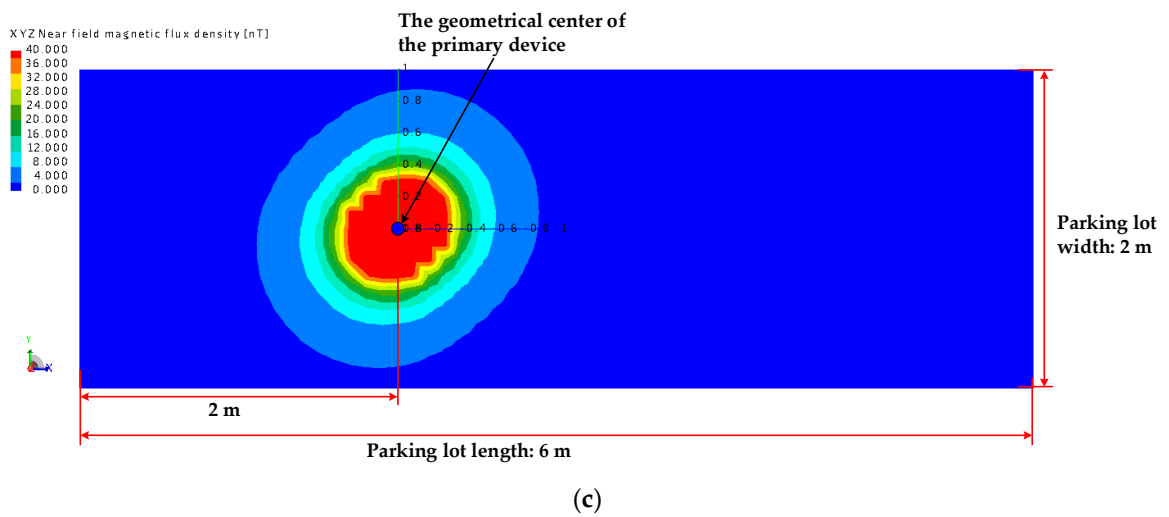 The geometrical center of
the primary device
XYZ Near field magnetic flux density [nT]
40.000
36.000
32.000
28.000
24.000
20.000
16.000
12.000
8.000
4.000
0.000
1
0.8
0.6
0.4
0.2
0.2 0.4 0.6 0.8 1
Parking lot
width: 2 m
Y
X
2 m
Parking lot length: 6 m
(c)